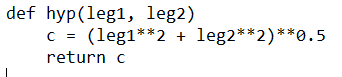 def hyp(leg1, leg2)
    c = (leg1**2 + leg2**2)**0.5
    return c